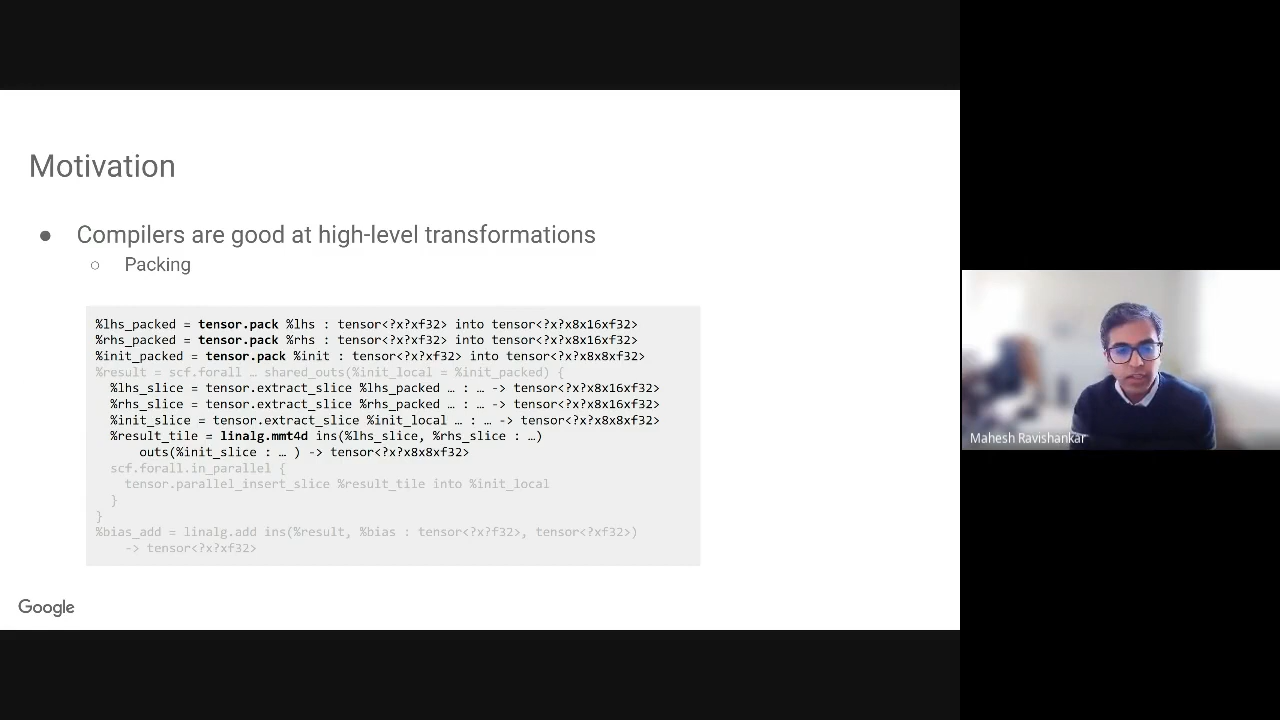 Motivation
● Compilers are good at high-level transformations
○ Packing
%lhs_packed = tensor.pack %lhs : tensor<?x?xf32> into tensor<?x?x8x16xf32>
%rhs_packed = tensor.pack %rhs : tensor<?x?xf32> into tensor<?x?x8x16xf32>
%init_packed = tensor.pack %init : tensor<?x?xf32> into tensor<?x?x8x8xf32>
%result = scf.forall … shared_outs(%init_local = %init_packed) {
%lhs_slice = tensor.extract_slice %lhs_packed … : … -> tensor<?x?x8x16xf32>
%rhs_slice = tensor.extract_slice %rhs_packed … : … -> tensor<?x?x8x16xf32>
%init_slice = tensor.extract_slice %init_local … : … -> tensor<?x?x8x8xf32>
%result_tile = linalg.mmt4d ins(%lhs_slice, %rhs_slice : …)
outs(%init_slice : … ) -> tensor<?x?x8x8xf32>
scf.forall.in_parallel {
tensor.parallel_insert_slice %result_tile into %init_local
}
}
%bias_add = linalg.add ins(%result, %bias : tensor<?x?f32>, tensor<?xf32>)
-> tensor<?x?xf32>
Google
Mahesh Ravishankar